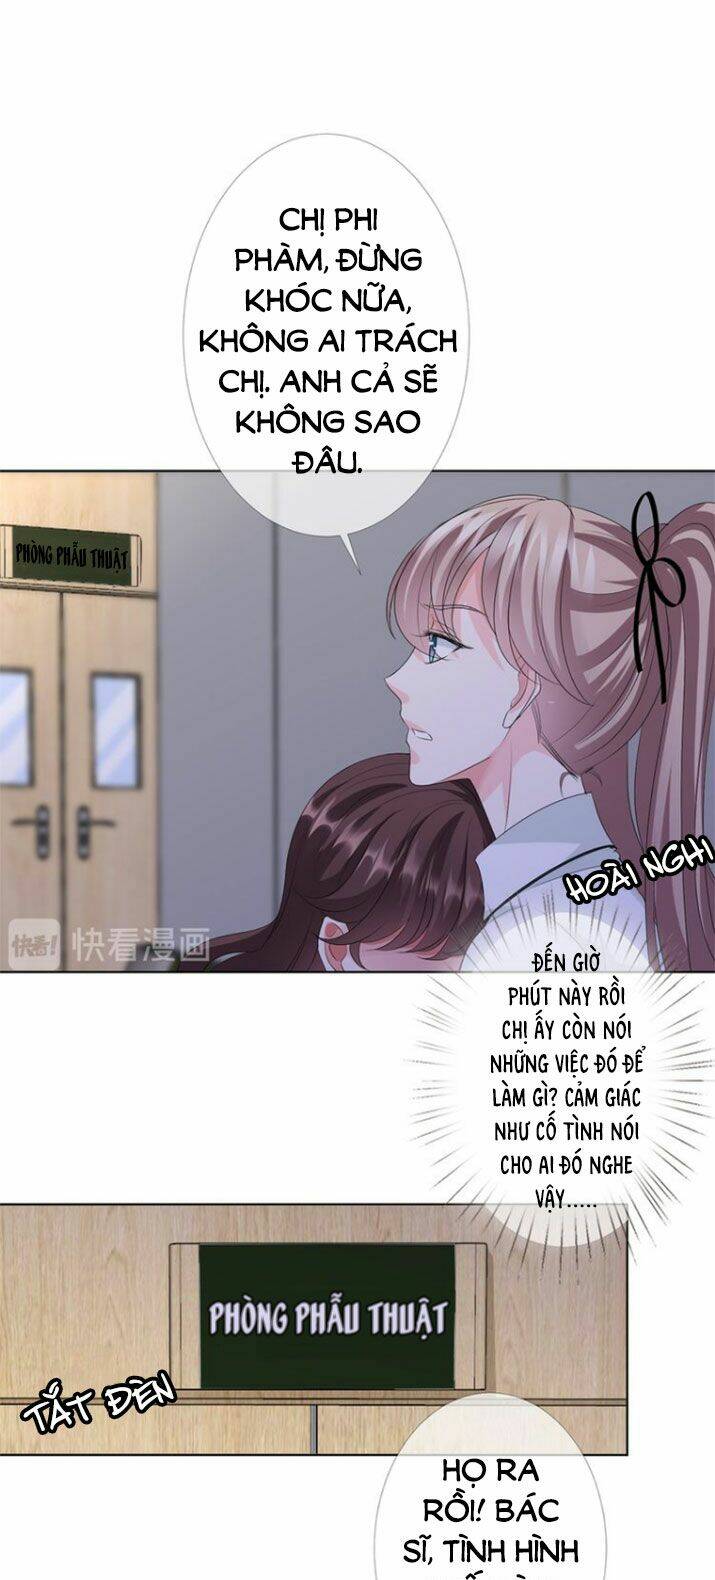 CHỊ PHI
PHÀM, ĐỪNG
KHÓC NỮA,
KHÔNG AI TRÁCH
CHỊ. ANH CẢ SẼ
KHÔNG SAO
ĐÂU.
PHÒNG PHẪU THUẬT
HOÀI NGHI
快看! 快看漫画
ĐẾN GIỜ
PHÚT NÀY RỒI
CHỊ ẤY CÒN NÓI
NHỮNG VIỆC ĐÓ ĐỂ
LÀM GÌ? CẢM GIÁC
NHƯ CỐ TÌNH NÓI
CHO AI ĐÓ NGHE
VẬY.....
PHÒNG PHẪU THUẬT
TẮT ĐÈN
HỌ RA
RỒI! BÁC
SĨ, TÌNH HÌNH